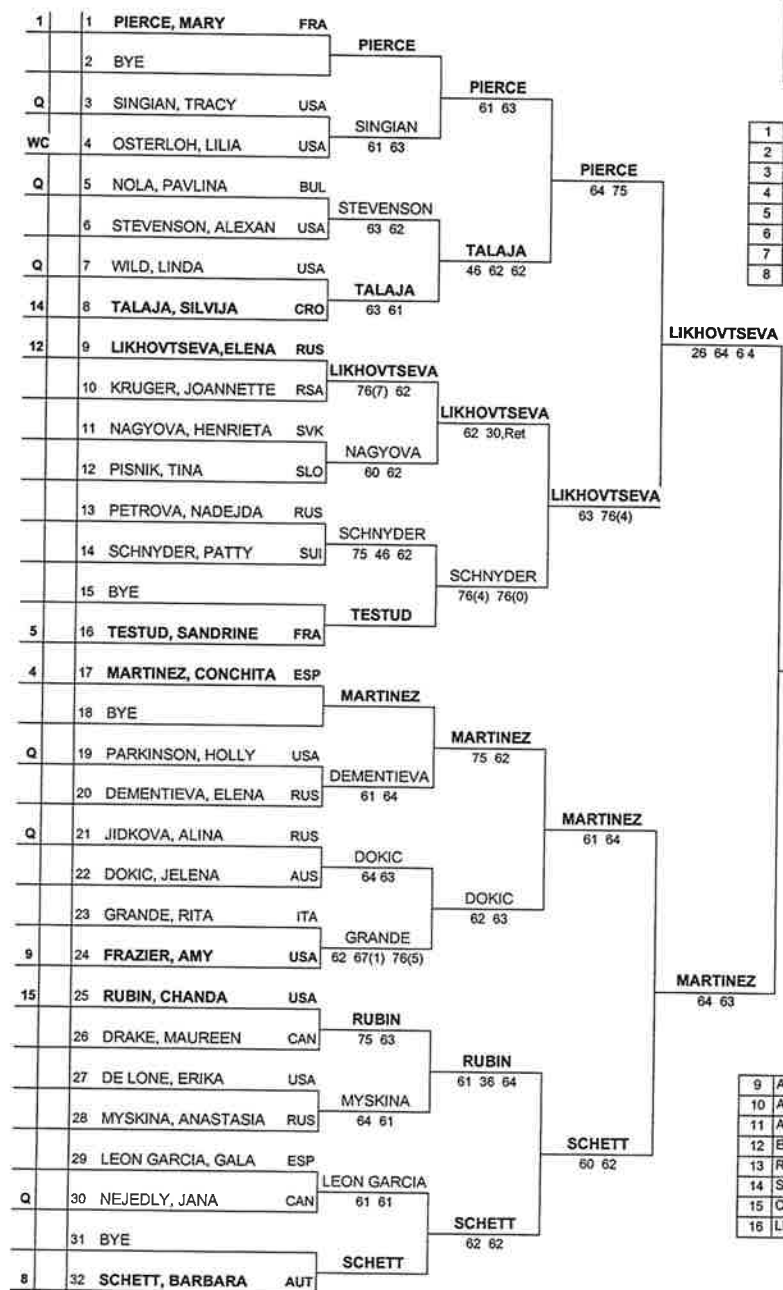 1 1 PIERCE, MARY FRA
PIERCE
2 BYE
PIERCE
61 63
Q 3 SINGIAN, TRACY USA
SINGIAN
61 63
WC 4 OSTERLOH, LILIA USA
PIERCE
64 75
Q 5 NOLA, PAVLINA BUL
STEVENSON
63 62
6 STEVENSON, ALEXAN USA
TALAJA
46 62 62
Q 7 WILD, LINDA USA
TALAJA
63 61
14 8 TALAJA, SILVIJA CRO
LIKHOVTSEVA
26 64 6 4
12 9 LIKHOVTSEVA,ELENA RUS
LIKHOVTSEVA
76(7) 62
10 KRUGER, JOANNETTE RSA
LIKHOVTSEVA
62 30,Ret
11 NAGYOVA, HENRIETA SVK
NAGYOVA
60 62
12 PISNIK, TINA SLO
LIKHOVTSEVA
63 76(4)
13 PETROVA, NADEJDA RUS
SCHNYDER
75 46 62
14 SCHNYDER, PATTY SUI
SCHNYDER
76(4) 76(0)
15 BYE
TESTUD
5 16 TESTUD, SANDRINE FRA
4 17 MARTINEZ, CONCHITA ESP
MARTINEZ
18 BYE
MARTINEZ
75 62
Q 19 PARKINSON, HOLLY USA
DEMENTIEVA
61 64
20 DEMENTIEVA, ELENA RUS
MARTINEZ
61 64
Q 21 JIDKOVA, ALINA RUS
DOKIC
64 63
22 DOKIC, JELENA AUS
DOKIC
62 63
23 GRANDE, RITA ITA
GRANDE
62 67(1) 76(5)
9 24 FRAZIER, AMY USA
MARTINEZ
64 63
15 25 RUBIN, CHANDA USA
RUBIN
75 63
26 DRAKE, MAUREEN CAN
RUBIN
61 36 64
27 DE LONE, ERIKA USA
MYSKINA
64 61
28 MYSKINA, ANASTASIA RUS
SCHETT
60 62
29 LEON GARCIA, GALA ESP
LEON GARCIA
61 61
Q 30 NEJEDLY, JANA CAN
SCHETT
62 62
31 BYE
SCHETT
8 32 SCHETT, BARBARA AUT
1
2
3
4
5
6
7
8
9 A
10 A
11 A
12 E
13 R
14 S
15 C
16 L